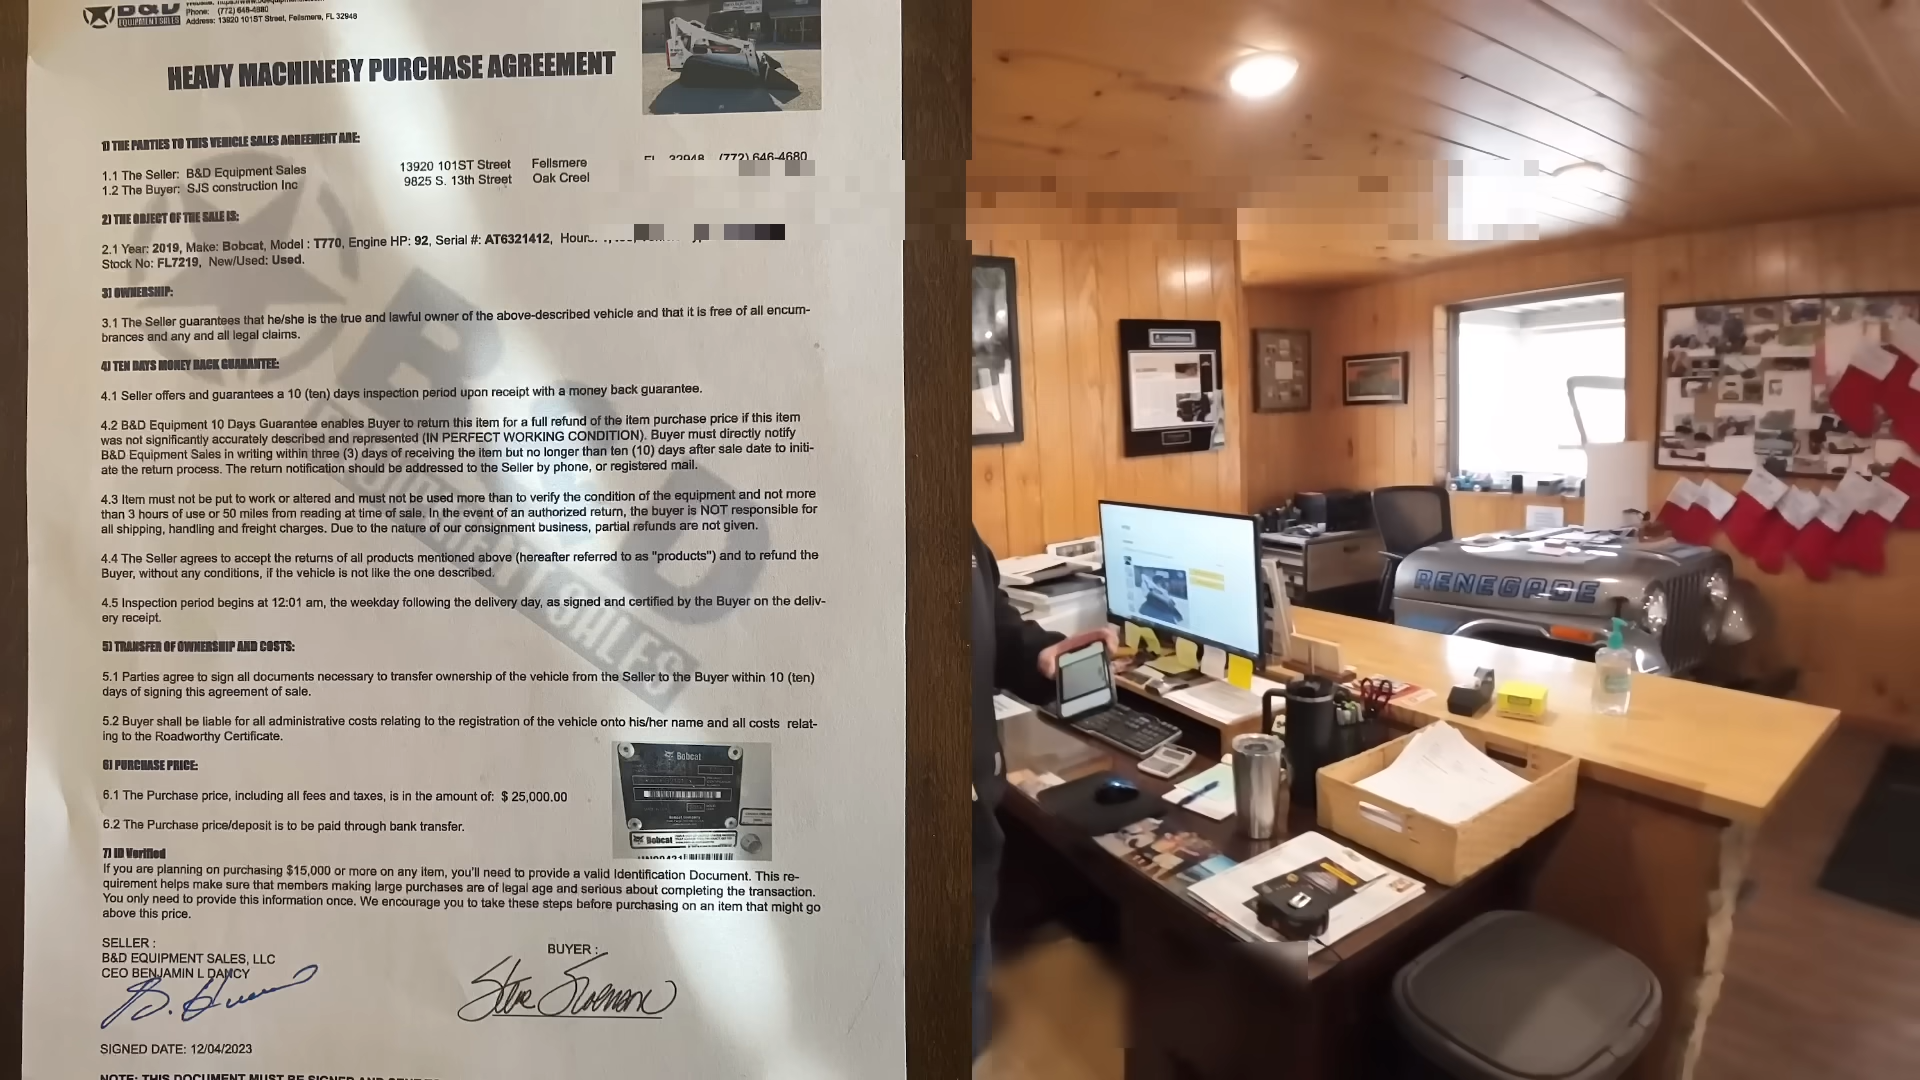 B&D
EQUIPMENT SALES
Phone: (772) 646-4680
Address: 13920 101ST Street, Fellsmere, FL 32948
HEAVY MACHINERY PURCHASE AGREEMENT
1) THE PARTIES TO THIS VEHICLE SALES AGREEMENT ARE:
1.1 The Seller: B&D Equipment Sales 13920 101ST Street Fellsmere FL 32948 (772) 646-4680
1.2 The Buyer: SJS construction Inc 9825 S. 13th Street Oak Creel
2) THE OBJECT OF THE SALE IS:
2.1 Year: 2019, Make: Bobcat, Model : T770, Engine HP: 92, Serial #: AT6321412, Hours:
Stock No: FL7219, New/Used: Used.
3) OWNERSHIP:
3.1 The Seller guarantees that he/she is the true and lawful owner of the above-described vehicle and that it is free of all encum-
brances and any and all legal claims.
4) TEN DAYS MONEY BACK GUARANTEE:
4.1 Seller offers and guarantees a 10 (ten) days inspection period upon receipt with a money back guarantee.
4.2 B&D Equipment 10 Days Guarantee enables Buyer to return this item for a full refund of the item purchase price if this item
was not significantly accurately described and represented (IN PERFECT WORKING CONDITION). Buyer must directly notify
B&D Equipment Sales in writing within three (3) days of receiving the item but no longer than ten (10) days after sale date to initi-
ate the return process. The return notification should be addressed to the Seller by phone, or registered mail.
4.3 Item must not be put to work or altered and must not be used more than to verify the condition of the equipment and not more
than 3 hours of use or 50 miles from reading at time of sale. In the event of an authorized return, the buyer is NOT responsible for
all shipping, handling and freight charges. Due to the nature of our consignment business, partial refunds are not given.
4.4 The Seller agrees to accept the returns of all products mentioned above (hereafter referred to as "products") and to refund the
Buyer, without any conditions, if the vehicle is not like the one described.
4.5 Inspection period begins at 12:01 am, the weekday following the delivery day, as signed and certified by the Buyer on the deliv-
ery receipt.
5) TRANSFER OF OWNERSHIP AND COSTS:
5.1 Parties agree to sign all documents necessary to transfer ownership of the vehicle from the Seller to the Buyer within 10 (ten)
days of signing this agreement of sale.
5.2 Buyer shall be liable for all administrative costs relating to the registration of the vehicle onto his/her name and all costs relat-
ing to the Roadworthy Certificate.
6) PURCHASE PRICE:
6.1 The Purchase price, including all fees and taxes, is in the amount of: $ 25,000.00
6.2 The Purchase price/deposit is to be paid through bank transfer.
Bobcat
Bobcat
7) ID Verified
If you are planning on purchasing $15,000 or more on any item, you'll need to provide a valid Identification Document. This re-
quirement helps make sure that members making large purchases are of legal age and serious about completing the transaction.
You only need to provide this information once. We encourage you to take these steps before purchasing on an item that might go
above this price.
SELLER :
B&D EQUIPMENT SALES, LLC
CEO BENJAMIN L DANCY
BUYER :
SIGNED DATE: 12/04/2023
NOTE: THIS DOCUMENT MUST BE SIGNED AND
B&D
EQUIPMENT SALES
RENEGADE